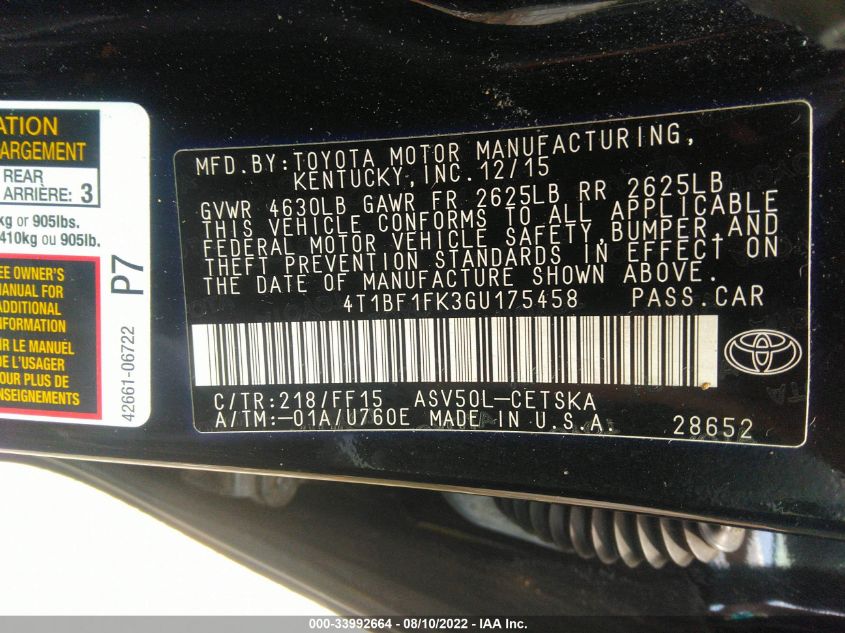 ATION
ARGEMENT
REAR
ARRIÈRE: 3
kg or 905lbs.
410kg ou 905lb.
EE OWNER'S
MANUAL FOR
ADDITIONAL
INFORMATION
IR LE MANUEL
DE L'USAGER
POUR PLUS DE
ENSEIGNEMENTS
P7
42661-06722
MFD.BY:TOYOTA MOTOR MANUFACTURING,
KENTUCKY,INC.12/15
GVWR 4630LB GAWR FR 2625LB RR 2625LB
THIS VEHICLE CONFORMS TO ALL APPLICABLE
FEDERAL MOTOR VEHICLE SAFETY,BUMPER,AND
THEFT PREVENTION STANDARDS IN EFFECT ON
THE DATE OF MANUFACTURE SHOWN ABOVE.
4T1BF1FK3GU175458 PASS.CAR
C/TR:218/FF15 ASV50L-CETSKA
A/TM:-01A/U760E MADE IN U.S.A.
28652
000-33992664 - 08/10/2022 - IAA Inc.